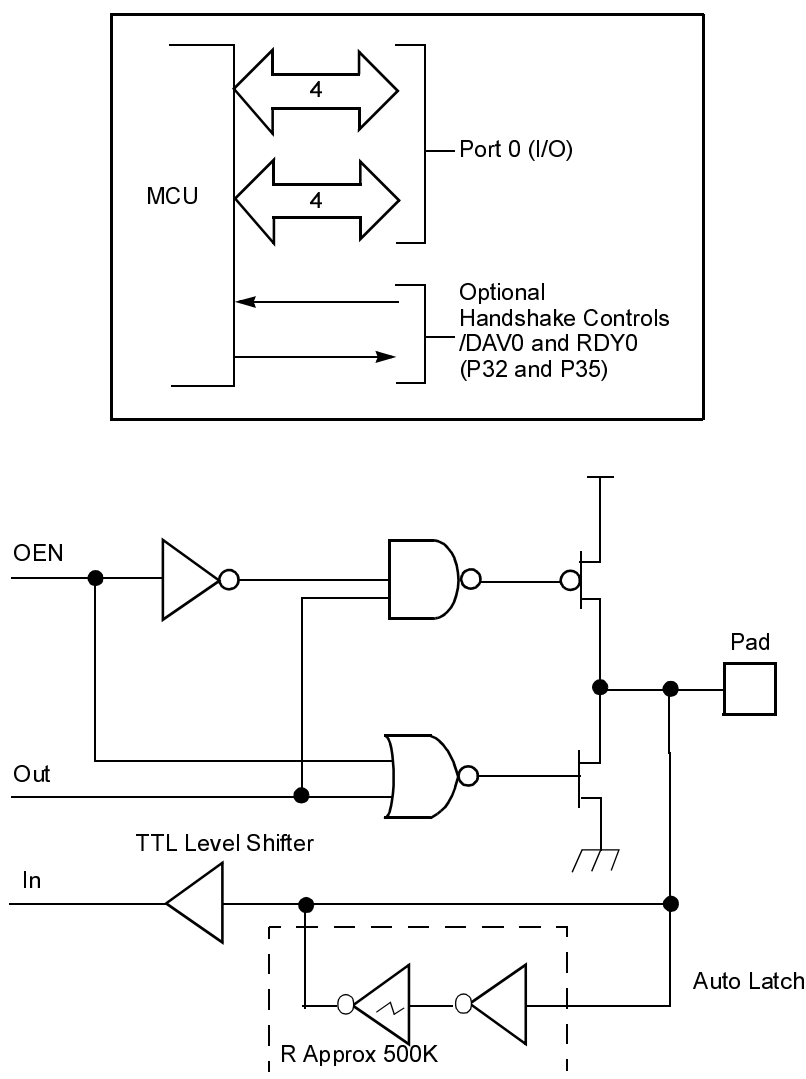 4
Port 0 (I/O)
MCU
4
Optional
Handshake Controls
/DAV0 and RDY0
(P32 and P35)
OEN
Pad
Out
TTL Level Shifter
In
Auto Latch
R Approx 500K